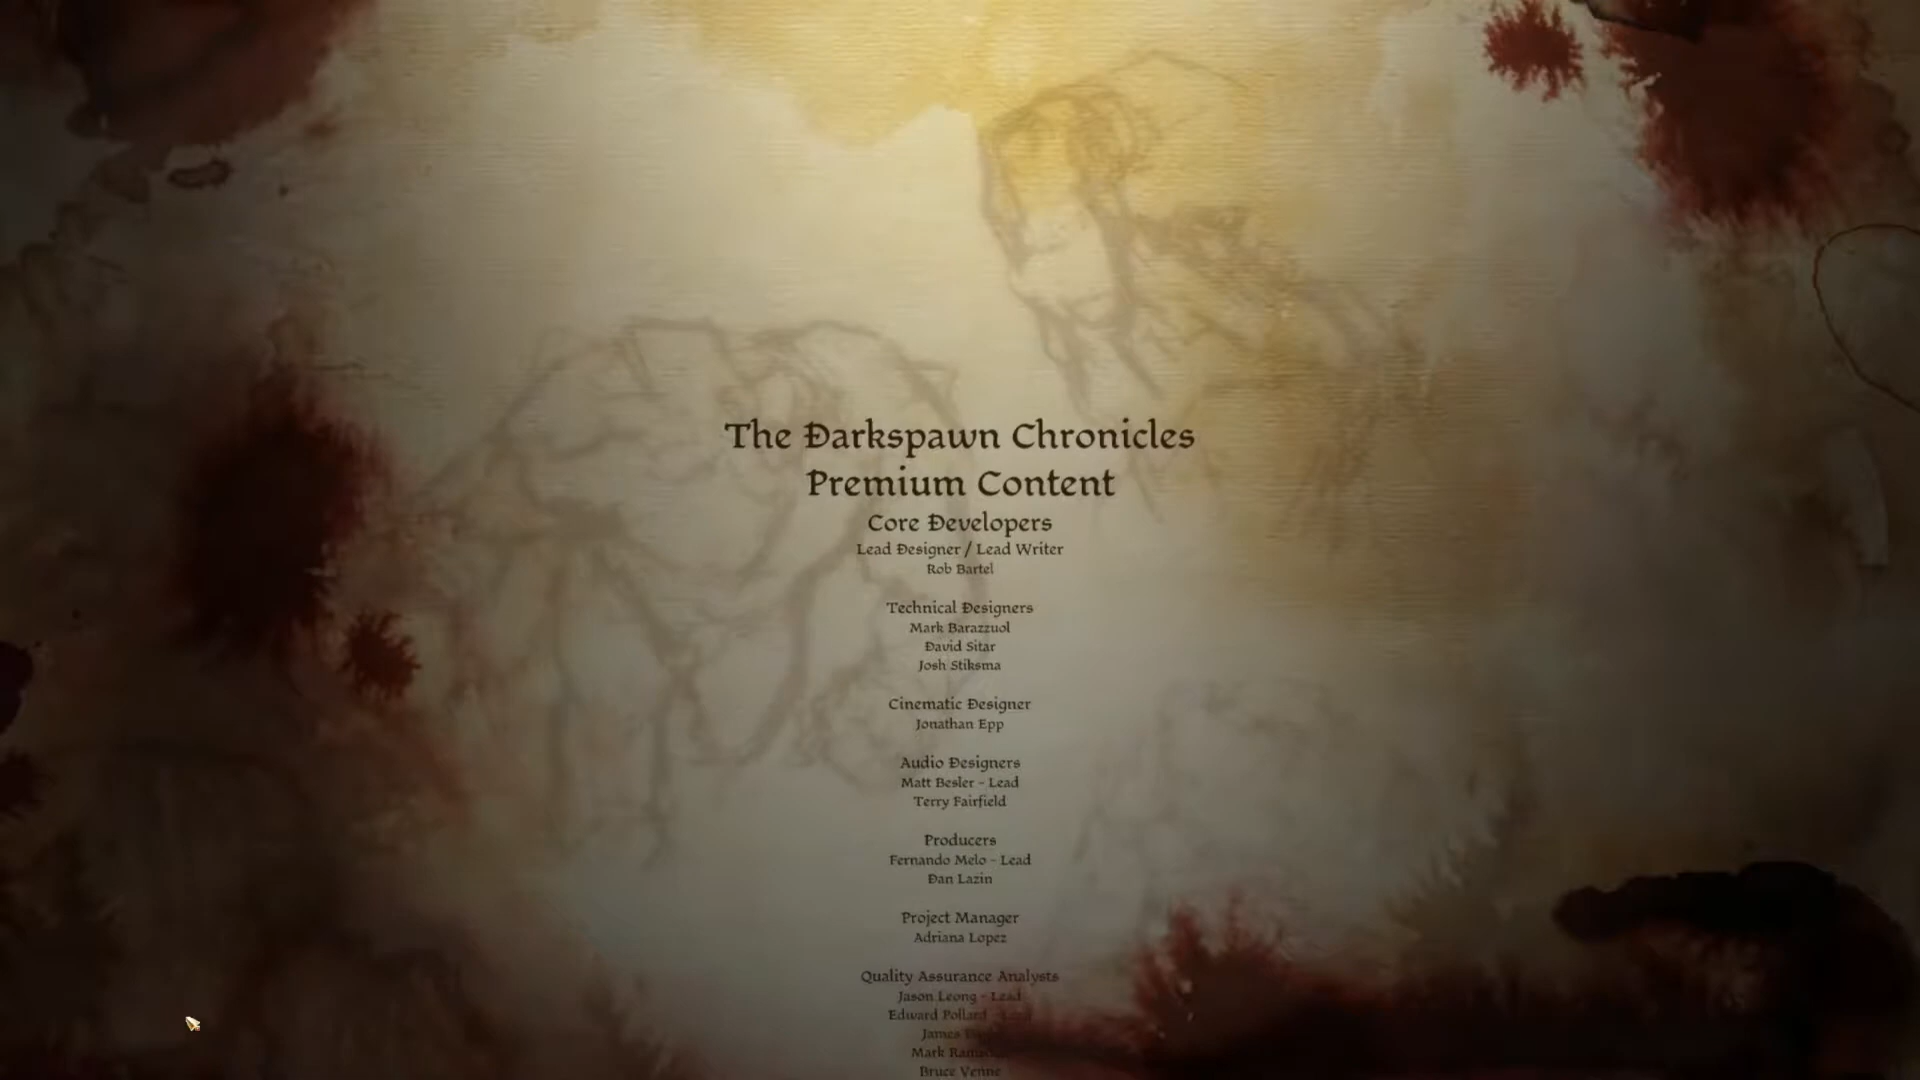 The Darkspawn Chronicles
Premium Content
Core Developers
Lead Designer / Lead Writer
Rob Bartel
Technical Designers
Mark Barazzuol
David Sitar
Josh Stiksma
Cinematic Designer
Jonathan Epp
Audio Designers
Matt Besler - Lead
Terry Fairfield
Producers
Fernando Melo - Lead
Dan Lazin
Project Manager
Adriana Lopez
Quality Assurance Analysts
Jason Leong - Lead
Edward Pollard - Lead
James
Mark
Bruce Venne